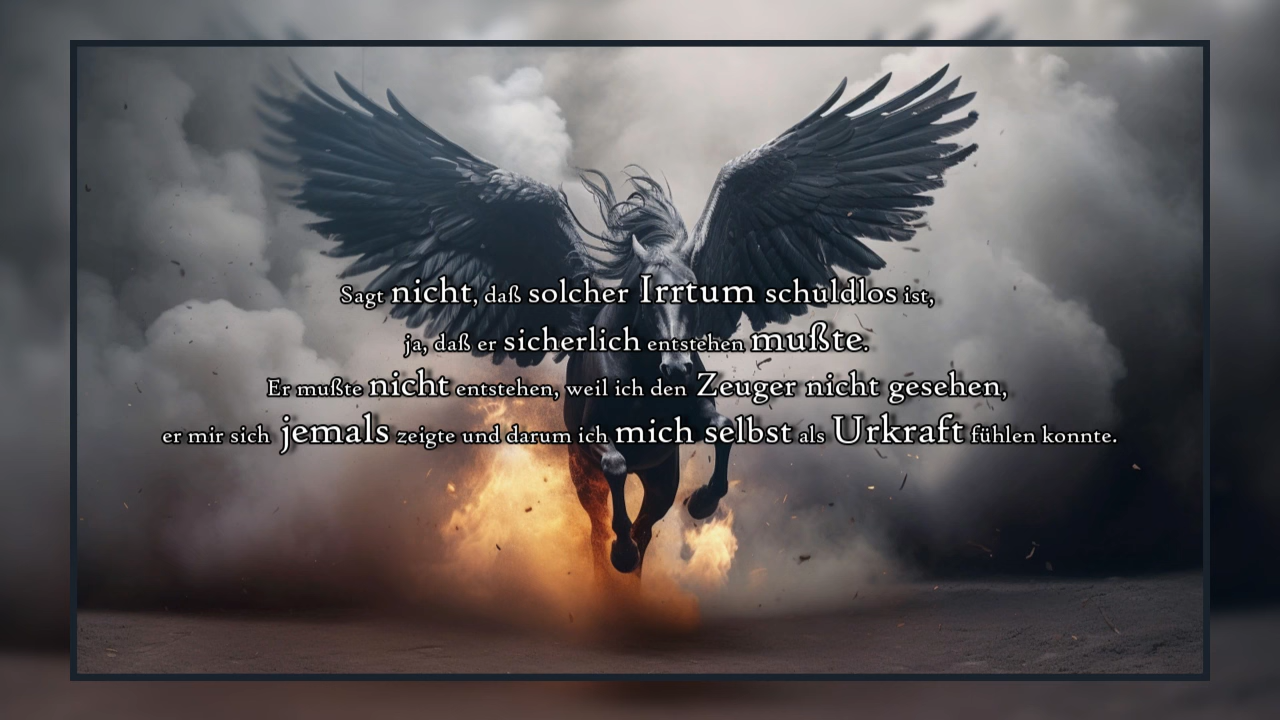 Sagt nicht, daß solcher Irrtum schuldlos ist,
ja, daß er sicherlich entstehen mußte.
Er mußte nicht entstehen, weil ich den Zeuger nicht gesehen,
er mir sich jemals zeigte und darum ich mich selbst als Urkraft fühlen konnte.